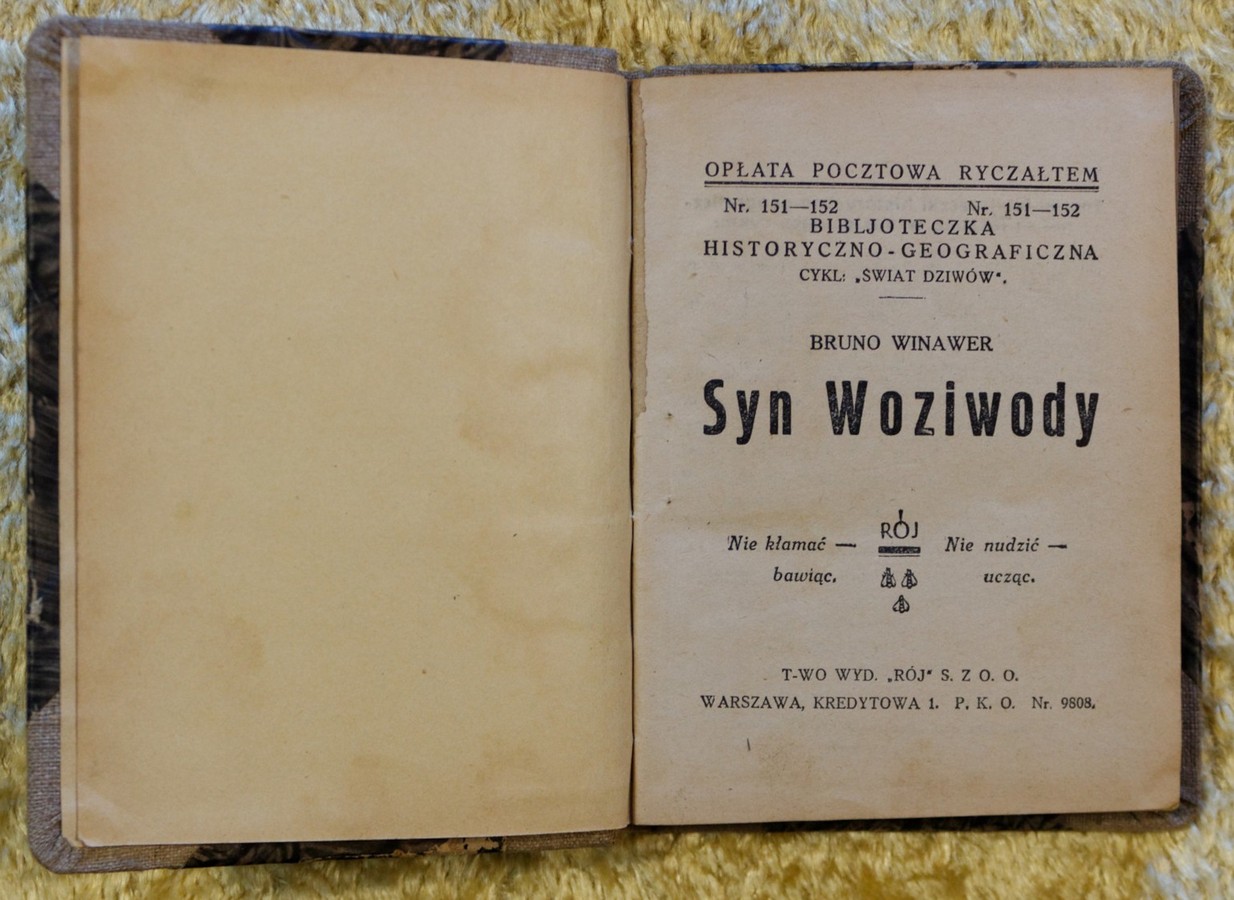 OPŁATA POCZTOWA RYCZAŁTEM
Nr. 151—152 Nr. 151—152
BIBLJOTECZKA
HISTORYCZNO-GEOGRAFICZNA
CYKL: „ŚWIAT DZIWÓW“.
BRUNO WINAWER
Syn Woziwody
RÓJ
Nie kłamać — Nie nudzić —
bawiąc. ucząc.
T-WO WYD. „RÓJ“ S. Z O. O.
WARSZAWA, KREDYTOWA 1. P. K. O. Nr. 9808.